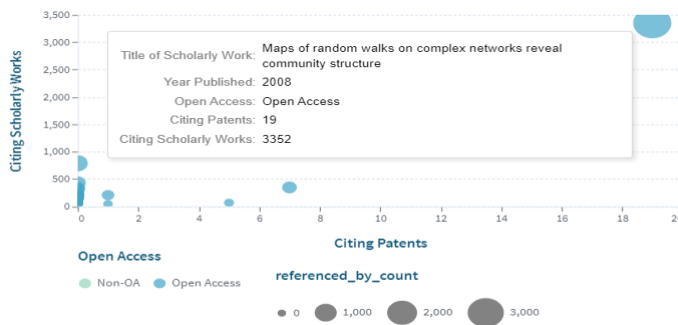 3,500
3,000
2,500
2,000
1,500
1,000
500
0
Citing Scholarly Works
Title of Scholarly Work: Maps of random walks on complex networks reveal
community structure
Year Published: 2008
Open Access: Open Access
Citing Patents: 19
Citing Scholarly Works: 3352
0 2 4 6 8 10 12 14 16 18 2
Citing Patents
Open Access
Non-OA Open Access
referenced_by_count
0 1,000 2,000 3,000